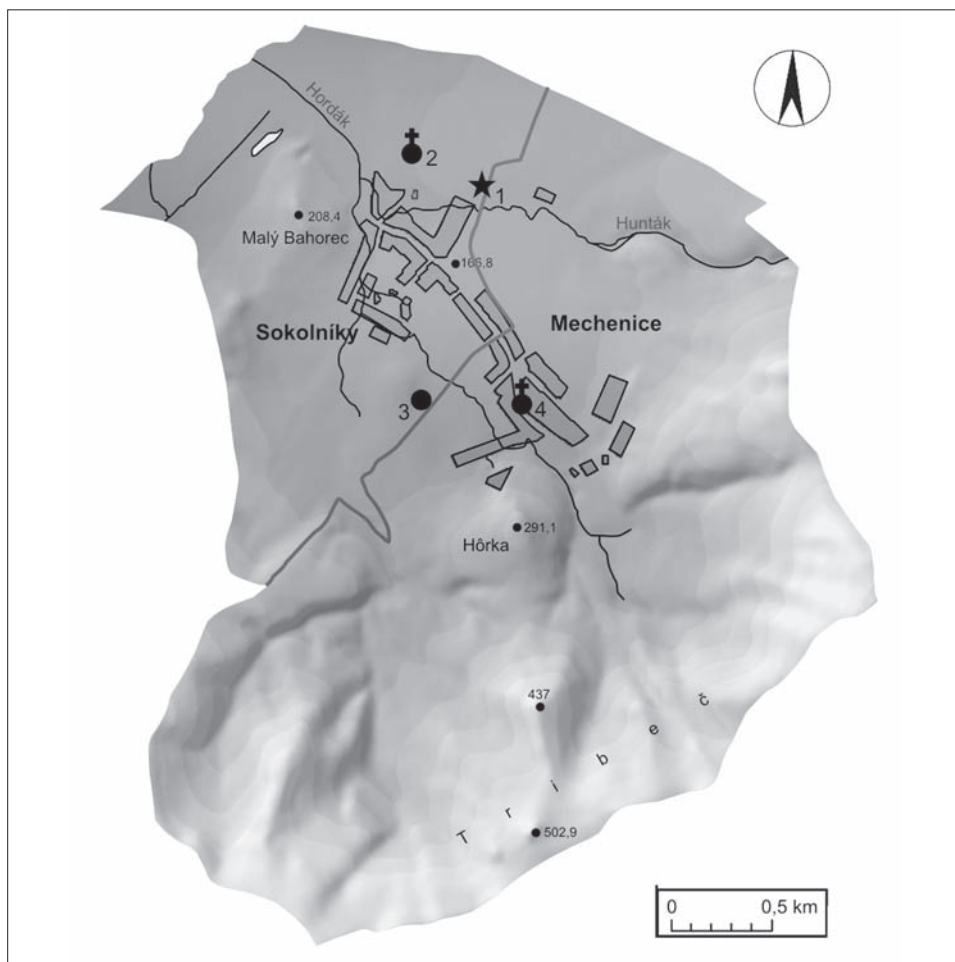 Hordák
2
1
208,4
Malý Bahorec
Hunták
166,8
Sokolníky
Mechenice
3
4
291,1
Hôrka
437
Tribeč
502,9
0 0,5 km